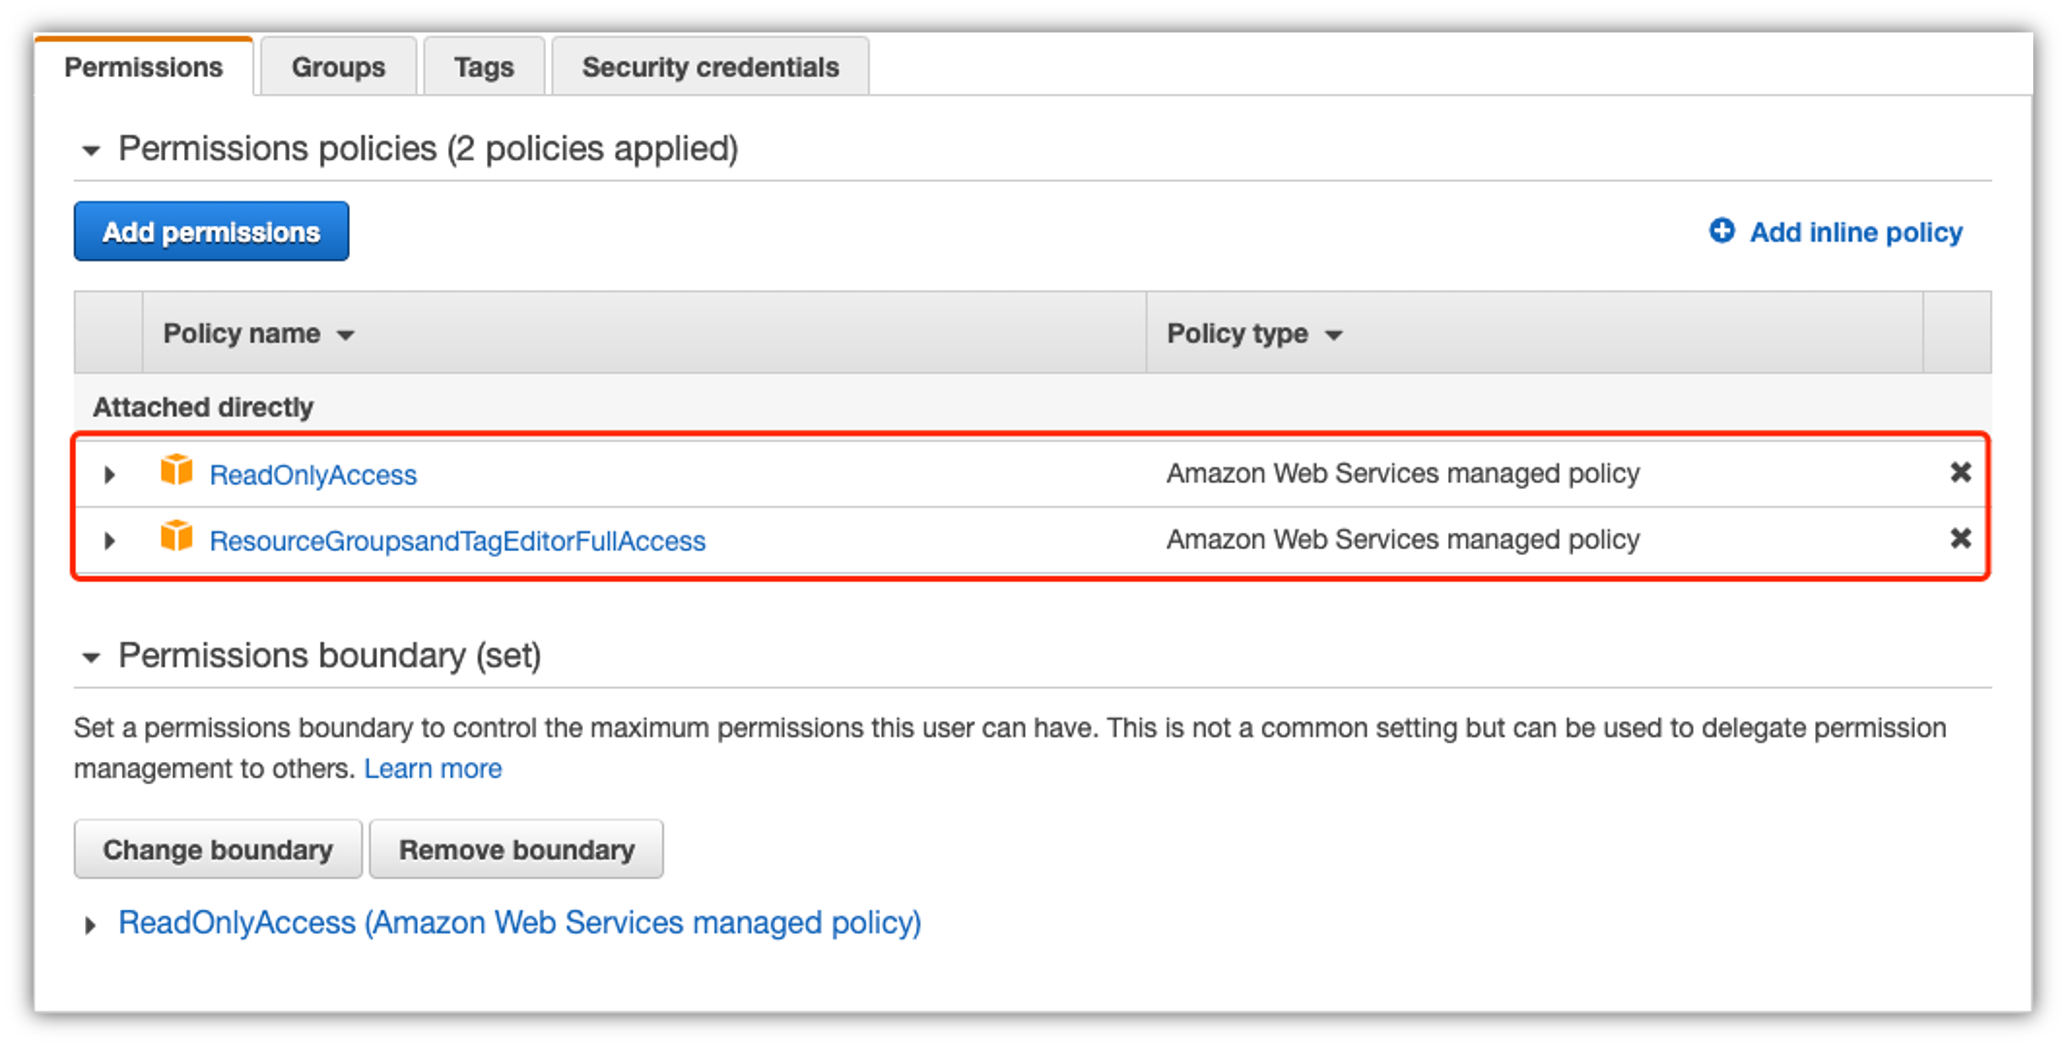 Permissions Groups Tags Security credentials
Permissions policies (2 policies applied)
Add permissions Add inline policy
Policy name Policy type
Attached directly
ReadOnlyAccess Amazon Web Services managed policy
ResourceGroupsandTagEditorFullAccess Amazon Web Services managed policy
Permissions boundary (set)
Set a permissions boundary to control the maximum permissions this user can have. This is not a common setting but can be used to delegate permission
management to others. Learn more
Change boundary Remove boundary
ReadOnlyAccess (Amazon Web Services managed policy)